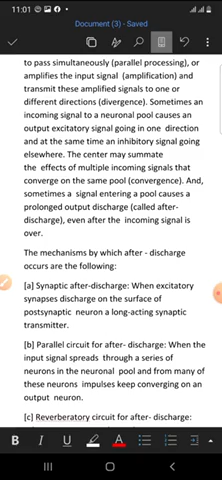 11:01
Document (3) - Saved
to pass simultaneously (parallel processing), or
amplifies the input signal (amplification) and
transmit these amplified signals to one or
different directions (divergence). Sometimes an
incoming signal to a neuronal pool causes an
output excitatory signal going in one direction
and at the same time an inhibitory signal going
elsewhere. The center may summate
the effects of multiple incoming signals that
converge on the same pool (convergence). And,
sometimes a signal entering a pool causes a
prolonged output discharge (called after-
discharge), even after the incoming signal is
over.
The mechanisms by which after - discharge
occurs are the following:
[a] Synaptic after-discharge: When excitatory
synapses discharge on the surface of
postsynaptic neuron a long-acting synaptic
transmitter.
[b] Parallel circuit for after- discharge: When the
input signal spreads through a series of
neurons in the neuronal pool and from many of
these neurons impulses keep converging on an
output neuron.
[c] Reverberatory circuit for after- discharge:
B I U A